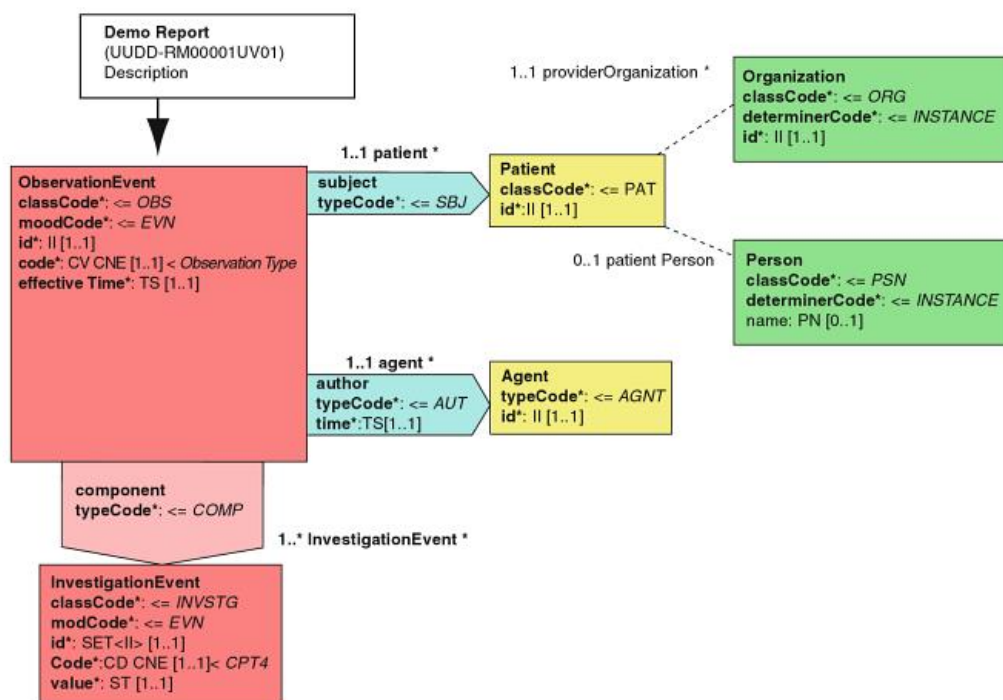 Demo Report
(UUDD-RM00001UV01)
Description
1..1 providerOrganization *
Organization
classCode*: <= ORG
determinerCode*: <= INSTANCE
id*: II [1..1]
1..1 patient *
ObservationEvent
classCode*: <= OBS
moodCode*: <= EVN
id*: II [1..1]
code*: CV CNE [1..1] < Observation Type
effective Time*: TS [1..1]
subject
typeCode*: <= SBJ
Patient
classCode*: <= PAT
id*:II [1..1]
0..1 patient Person
Person
classCode*: <= PSN
determinerCode*: <= INSTANCE
name: PN [0..1]
1..1 agent *
author
typeCode*: <= AUT
time*:TS[1..1]
Agent
typeCode*: <= AGNT
id*: II [1..1]
component
typeCode*: <= COMP
1..* InvestigationEvent *
InvestigationEvent
classCode*: <= INVSTG
modCode*: <= EVN
id*: SET<II> [1..1]
Code*:CD CNE [1..1]< CPT4
value*: ST [1..1]